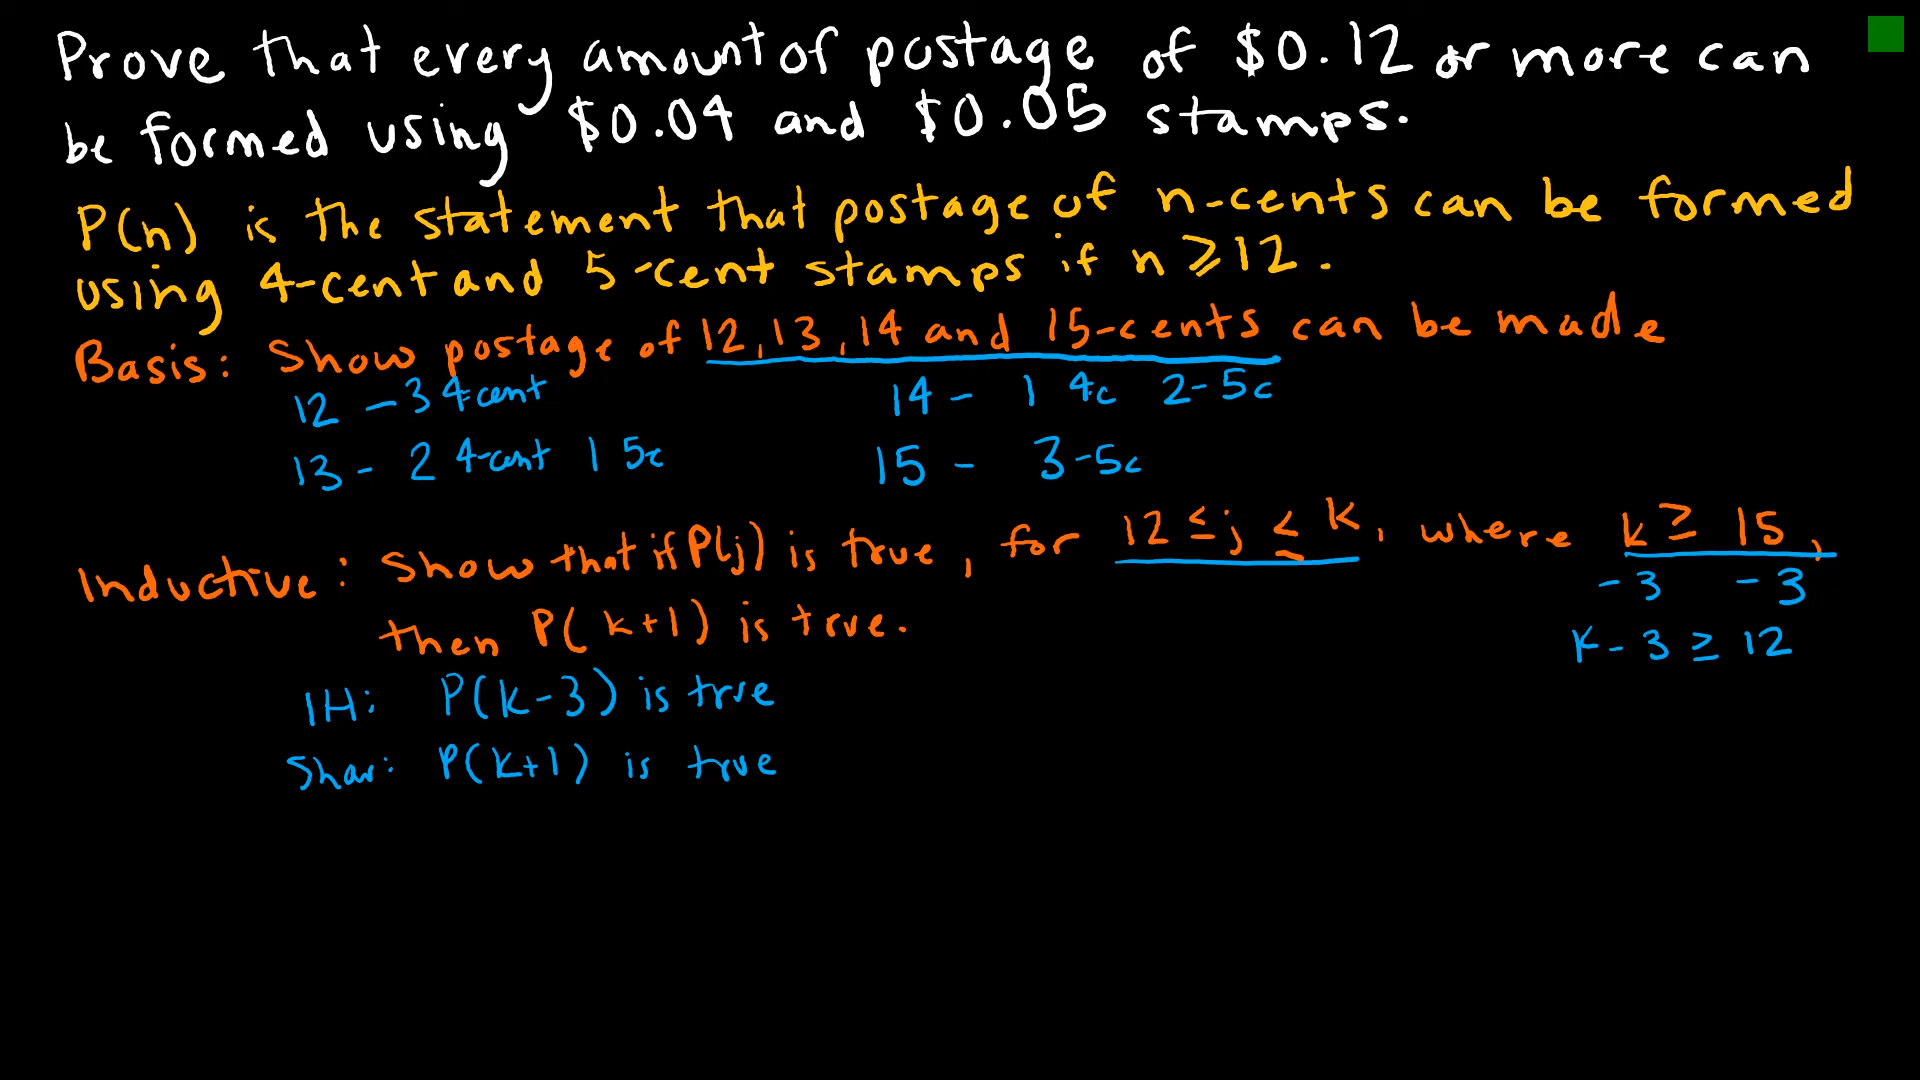 Prove that every amount of postage of $0.12 or more can
be formed using $0.04 and $0.05 stamps.
P(n) is the statement that postage of n-cents can be formed
using 4-cent and 5-cent stamps if n ≥ 12.
Basis: Show postage of 12, 13, 14 and 15-cents can be made
12 - 3 4-cent 14 - 1 4c 2-5c
13 - 2 4-cent 1 5c 15 - 3-5c
Inductive: Show that if P(j) is true, for 12 ≤ j ≤ k, where k ≥ 15,
-3 -3
then P(k+1) is true.
k-3 ≥ 12
IH: P(k-3) is true
Show: P(k+1) is true